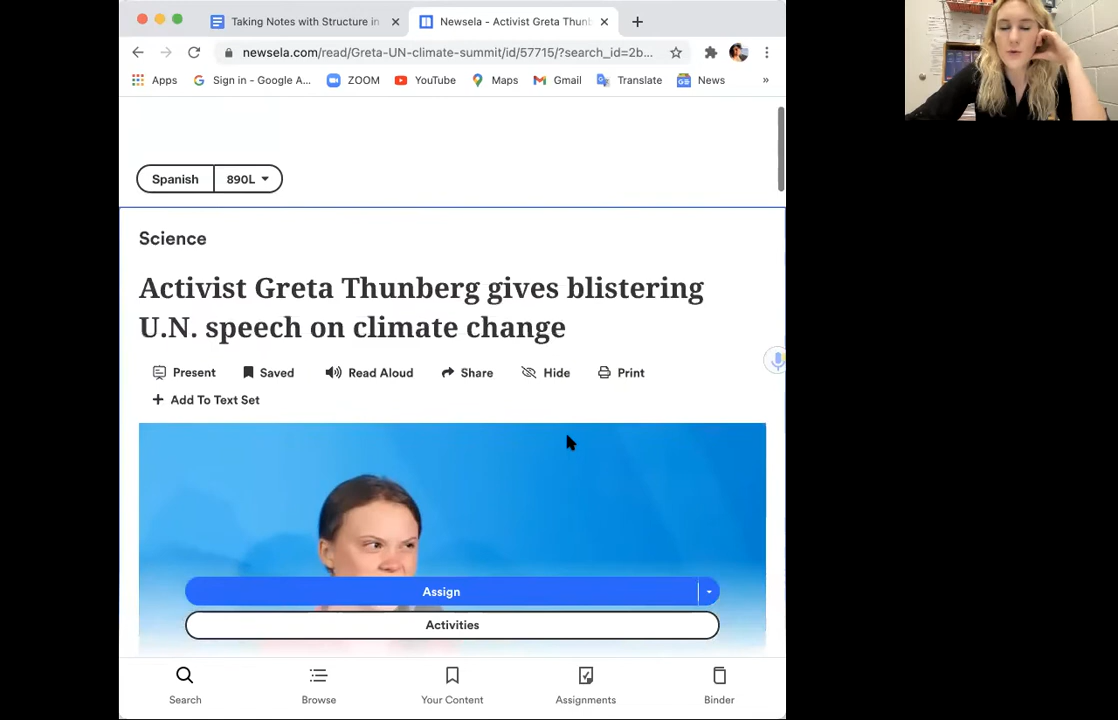 Taking Notes with Structure in
Newsela - Activist Greta Thunb
newsela.com/read/Greta-UN-climate-summit/id/57715/?search_id=2b...
Apps
Sign in - Google A...
ZOOM
YouTube
Maps
Gmail
Translate
News
»
Spanish
890L
Science
Activist Greta Thunberg gives blistering
U.N. speech on climate change
Present
Saved
Read Aloud
Share
Hide
Print
Add To Text Set
Assign
Activities
Search
Browse
Your Content
Assignments
Binder